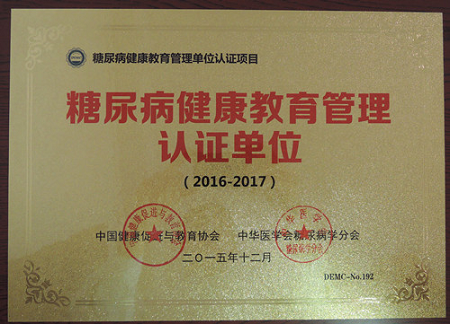 糖尿病健康教育管理单位认证项目
糖尿病健康教育管理
认证单位
（2016-2017）
中国健康促进与教育协会 中华医学会糖尿病学分会
二〇一五年十二月
DEMC-No.192